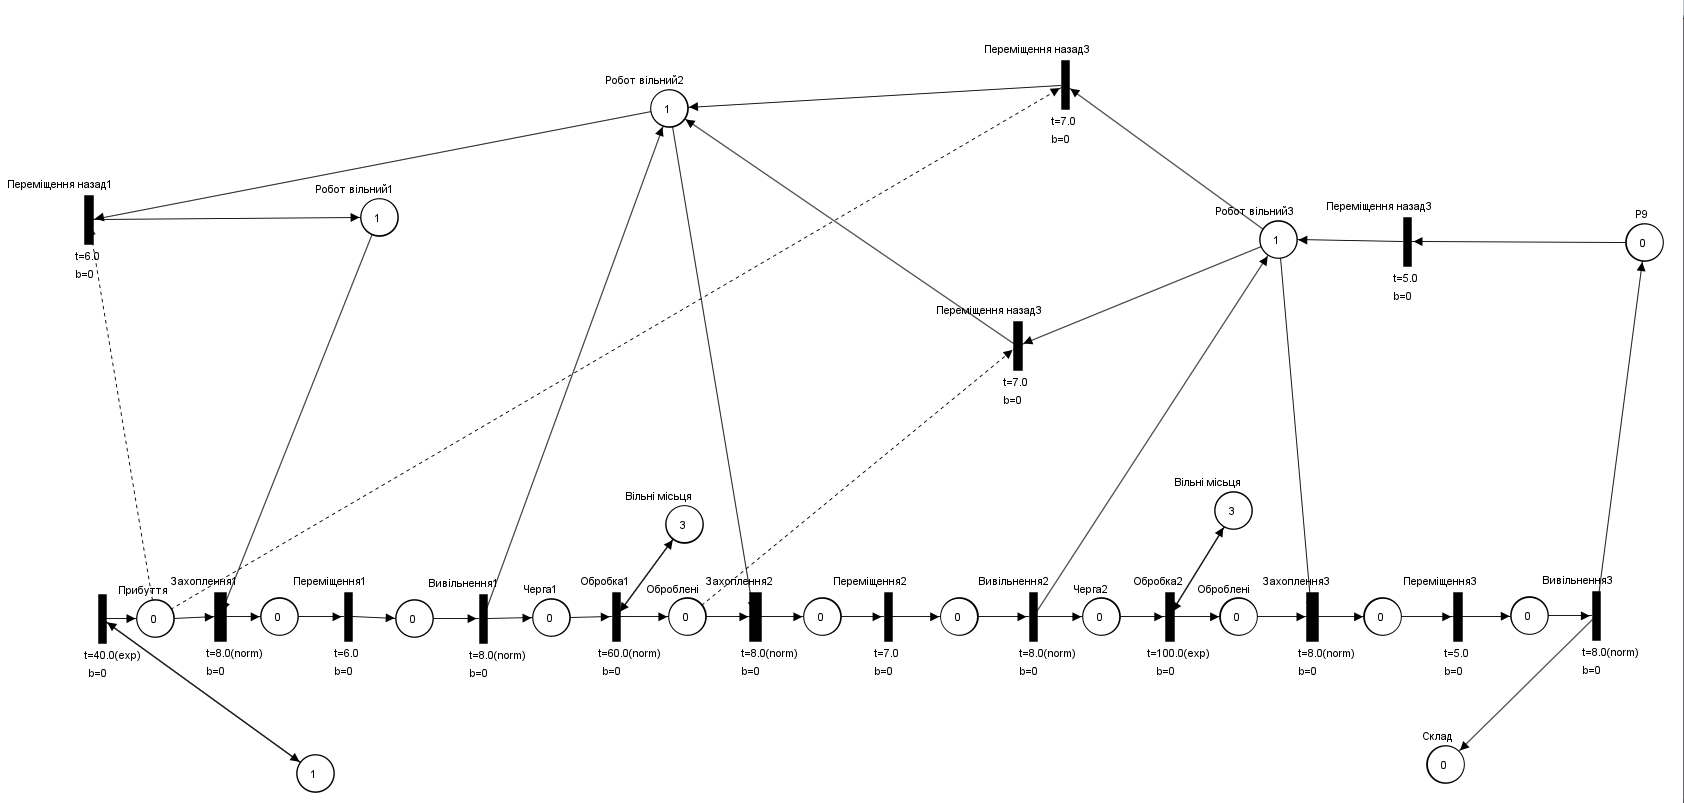 Переміщення назад3
Робот вільний2
1
t=7.0
b=0
Переміщення назад1
Робот вільний1
1
t=6.0
b=0
Робот вільний3
1
Переміщення назад3
t=5.0
b=0
P9
0
Переміщення назад3
t=7.0
b=0
Вільні місьця
3
Вільні місьця
3
Прибуття
0
t=40.0(exp)
b=0
Захоплення1
t=8.0(norm)
b=0
0
Переміщення1
t=6.0
b=0
0
Вивільнення1
t=8.0(norm)
b=0
Черга1
0
Обробка1
t=60.0(norm)
b=0
Оброблені
0
Захоплення2
t=8.0(norm)
b=0
0
Переміщення2
t=7.0
b=0
0
Вивільнення2
t=8.0(norm)
b=0
Черга2
0
Обробка2
t=100.0(exp)
b=0
Оброблені
0
Захоплення3
t=8.0(norm)
b=0
0
Переміщення3
t=5.0
b=0
0
Вивільнення3
t=8.0(norm)
b=0
1
Склад
0